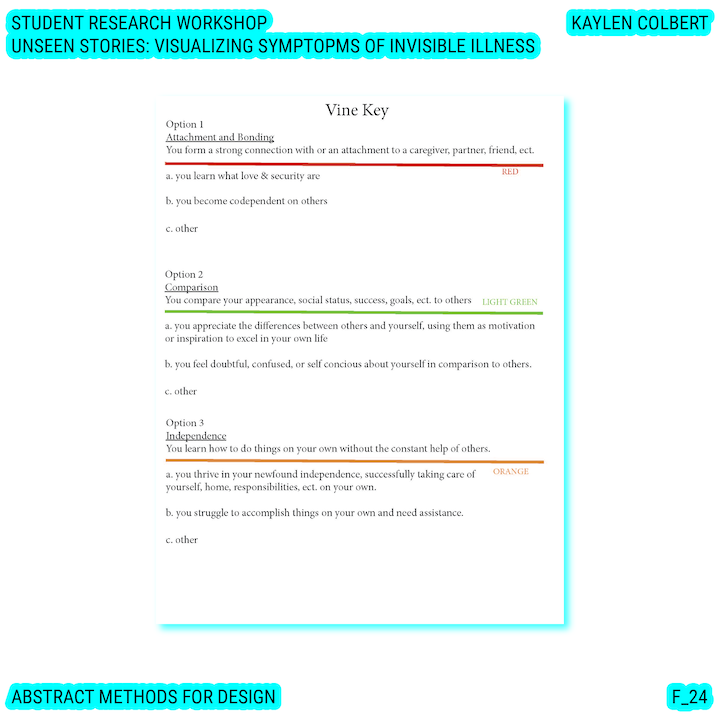 STUDENT RESEARCH WORKSHOP
KAYLEN COLBERT
UNSEEN STORIES: VISUALIZING SYMPTOPMS OF INVISIBLE ILLNESS
Vine Key
Option 1
Attachment and Bonding
You form a strong connection with or an attachment to a caregiver, partner, friend, ect.
RED
a. you learn what love & security are
b. you become codependent on others
c. other
Option 2
Comparison
You compare your appearance, social status, success, goals, ect. to others
LIGHT GREEN
a. you appreciate the differences between others and yourself, using them as motivation
or inspiration to excel in your own life
b. you feel doubtful, confused, or self concious about yourself in comparison to others.
c. other
Option 3
Independence
You learn how to do things on your own without the constant help of others.
ORANGE
a. you thrive in your newfound independence, successfully taking care of
yourself, home, responsibilities, ect. on your own.
b. you struggle to accomplish things on your own and need assistance.
c. other
ABSTRACT METHODS FOR DESIGN
F_24